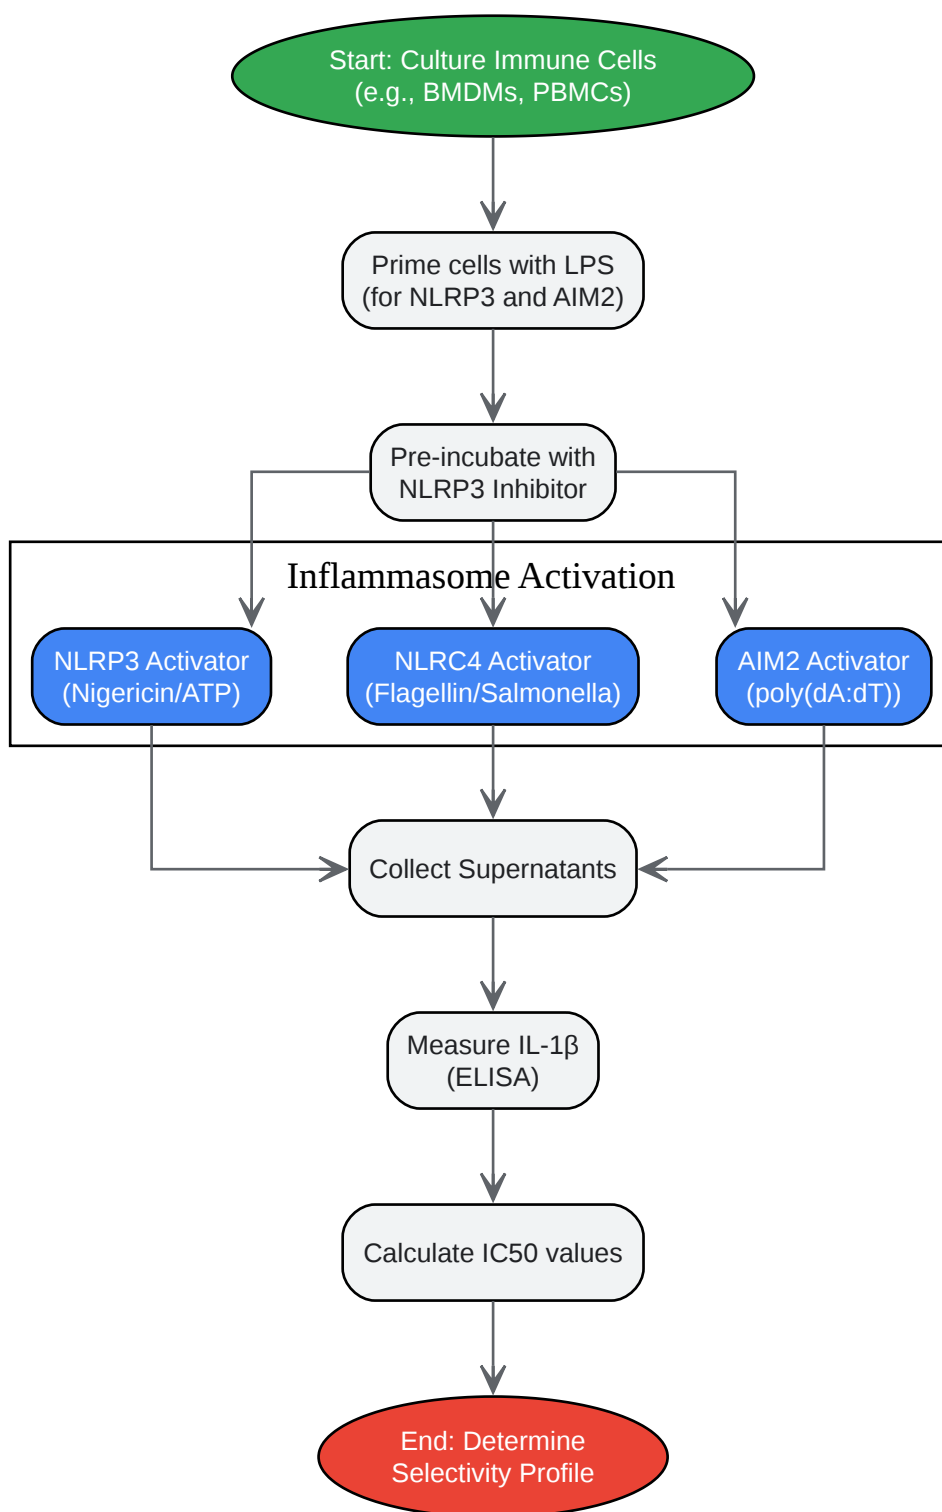 Start: Culture Immune Cells
(e.g., BMDMs, PBMCs)
Prime cells with LPS
(for NLRP3 and AIM2)
Pre-incubate with
NLRP3 Inhibitor
Inflammasome Activation
NLRP3 Activator
(Nigericin/ATP)
NLRC4 Activator
(Flagellin/Salmonella)
AIM2 Activator
(poly(dA:dT))
Collect Supernatants
Measure IL-1β
(ELISA)
Calculate IC50 values
End: Determine
Selectivity Profile